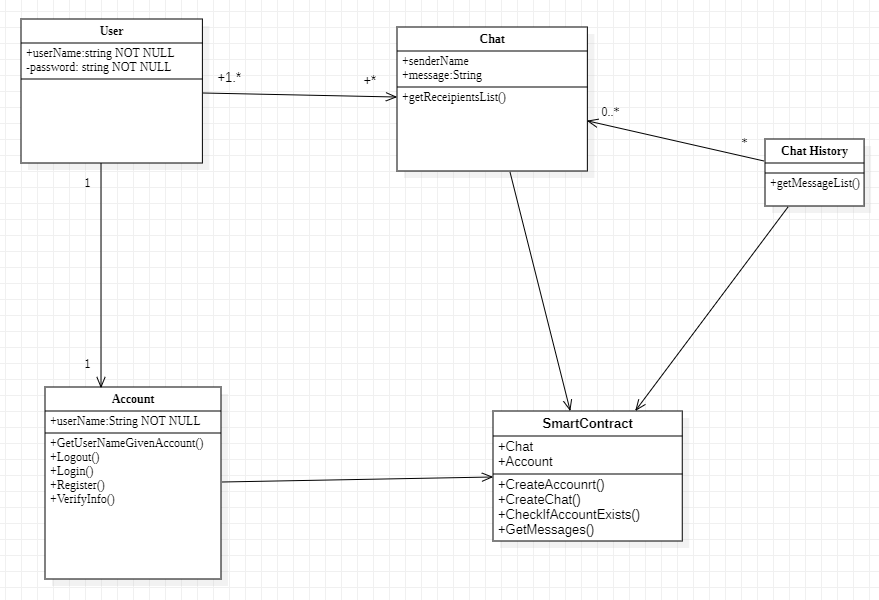 User
+userName:string NOT NULL
-password: string NOT NULL
+1.*
+*
Chat
+senderName
+message:String
+getReceipientsList()
0..*
*
Chat History
+getMessageList()
1
1
Account
+userName:String NOT NULL
+GetUserNameGivenAccount()
+Logout()
+Login()
+Register()
+VerifyInfo()
SmartContract
+Chat
+Account
+CreateAccounrt()
+CreateChat()
+CheckIfAccountExists()
+GetMessages()